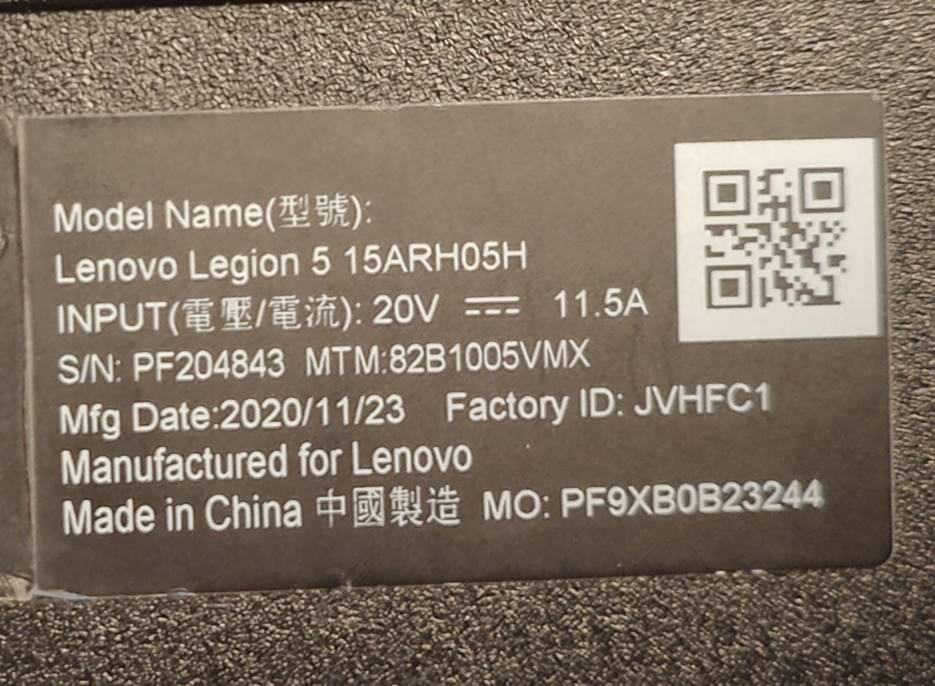 Model Name(型號):
Lenovo Legion 5 15ARH05H
INPUT(電壓/電流): 20V ⎓ 11.5A
S/N: PF204843 MTM:82B1005VMX
Mfg Date:2020/11/23 Factory ID: JVHFC1
Manufactured for Lenovo
Made in China 中國製造 MO: PF9XB0B23244